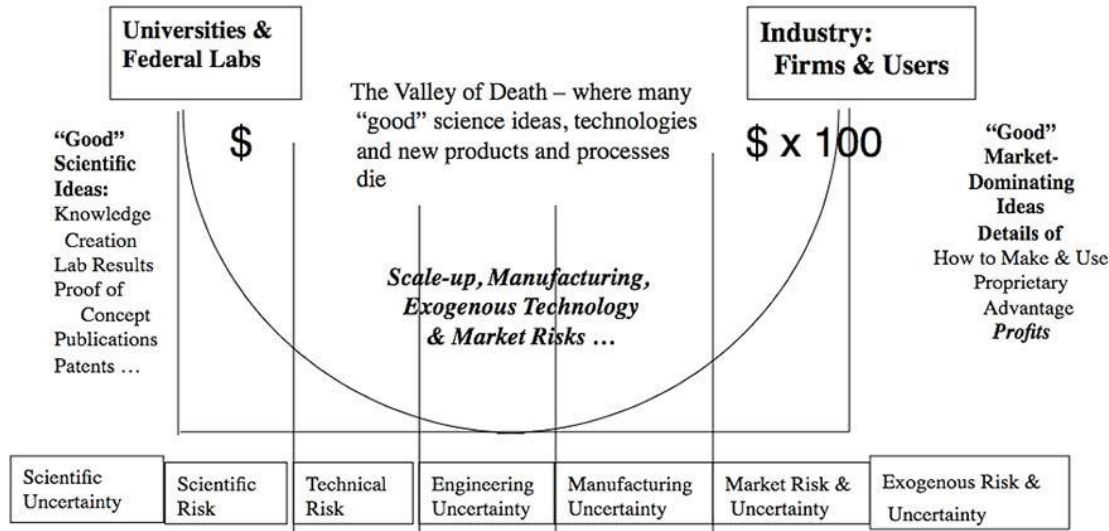 Universities &
Federal Labs
Industry:
Firms & Users
The Valley of Death – where many
“good” science ideas, technologies
and new products and processes
die
$
$ x 100
“Good”
Scientific
Ideas:
Knowledge
Creation
Lab Results
Proof of
Concept
Publications
Patents …
Scale-up, Manufacturing,
Exogenous Technology
& Market Risks …
“Good”
Market-
Dominating
Ideas
Details of
How to Make & Use
Proprietary
Advantage
Profits
Scientific
Uncertainty
Scientific
Risk
Technical
Risk
Engineering
Uncertainty
Manufacturing
Uncertainty
Market Risk &
Uncertainty
Exogenous Risk &
Uncertainty